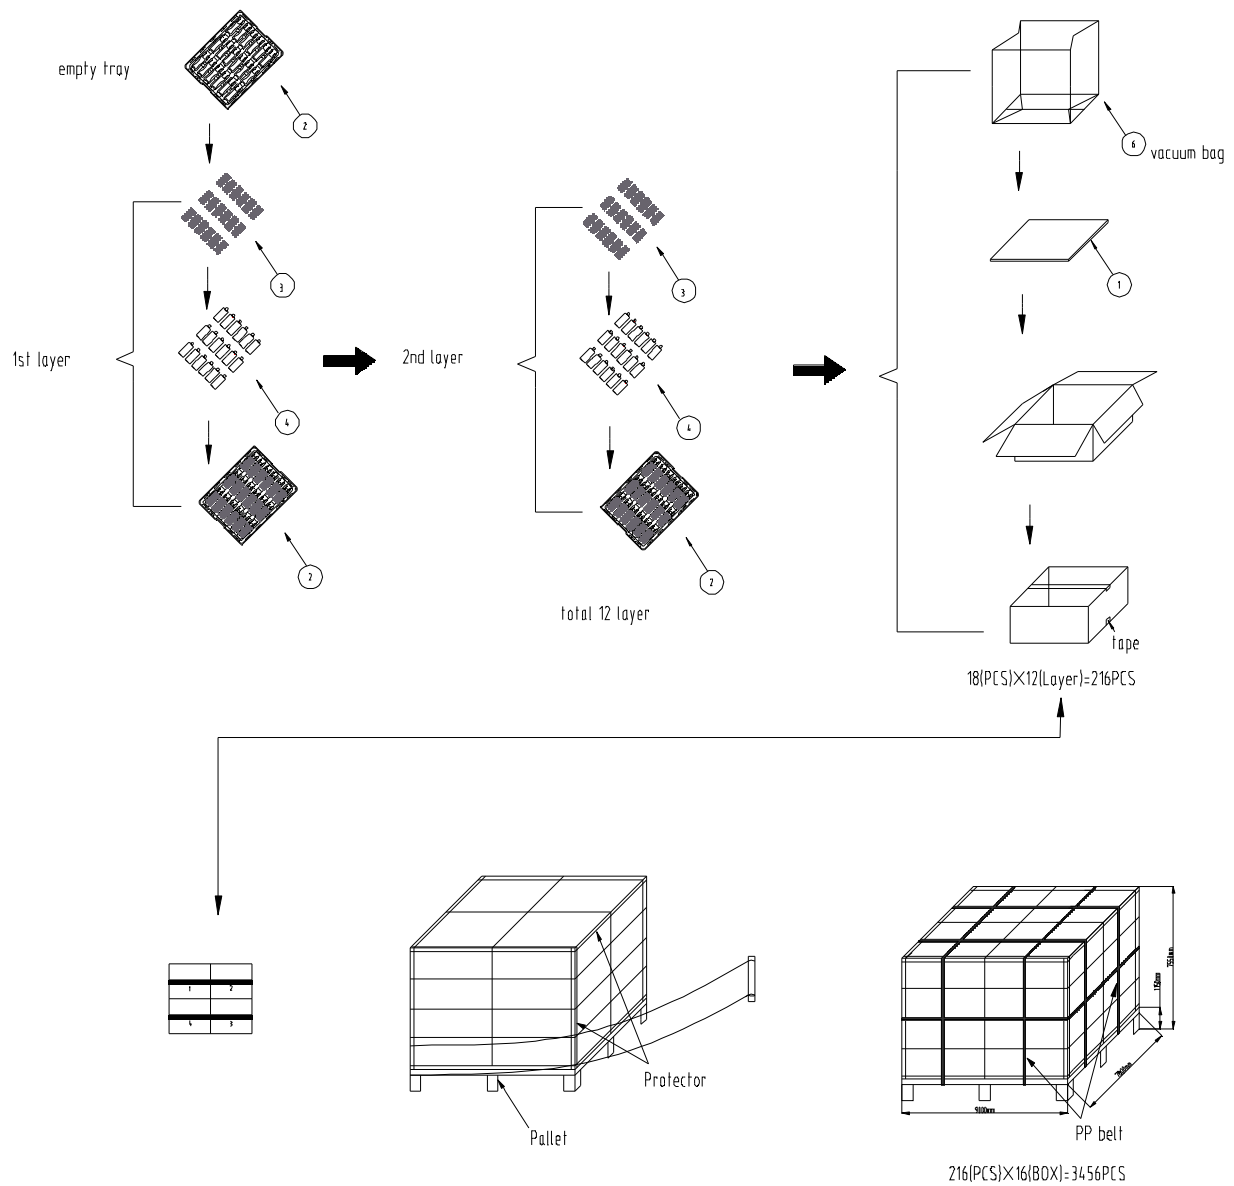 empty tray
2
6
vacuum bag
3
3
1
1st layer
2nd layer
4
4
2
2
total 12 layer
tape
18(PCS)X12(Layer)=216PCS
1
2
4
3
Protector
Pallet
PP belt
216(PCS)X16(BOX)=3456PCS